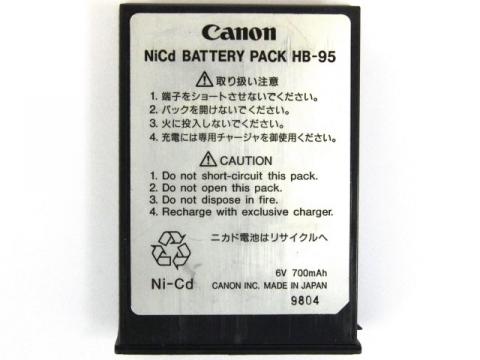 Canon
NiCd BATTERY PACK HB-95
⚠取り扱い注意
1. 端子をショートさせないでください。
2. パックを開けないでください。
3. 火に投入しないでください。
4. 充電には専用チャージャを御使用ください。
⚠CAUTION
1. Do not short-circuit this pack.
2. Do not open this pack.
3. Do not dispose in fire.
4. Recharge with exclusive charger.
ニカド電池はリサイクルへ
Ni-Cd
6V 700mAh
CANON INC. MADE IN JAPAN
9804